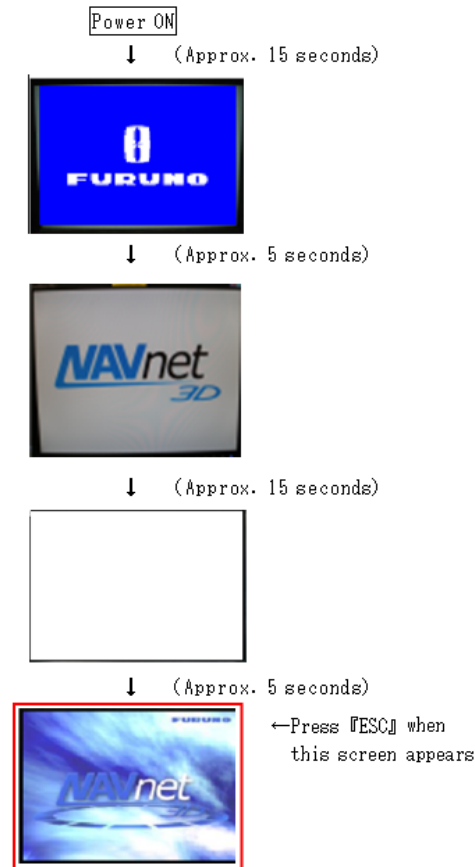 Power ON
↓ (Approx. 15 seconds)
FURUNO
↓ (Approx. 5 seconds)
NAVnet
3D
↓ (Approx. 15 seconds)
↓ (Approx. 5 seconds)
FURUNO
NAVnet
3D
←Press 『ESC』 when
this screen appears